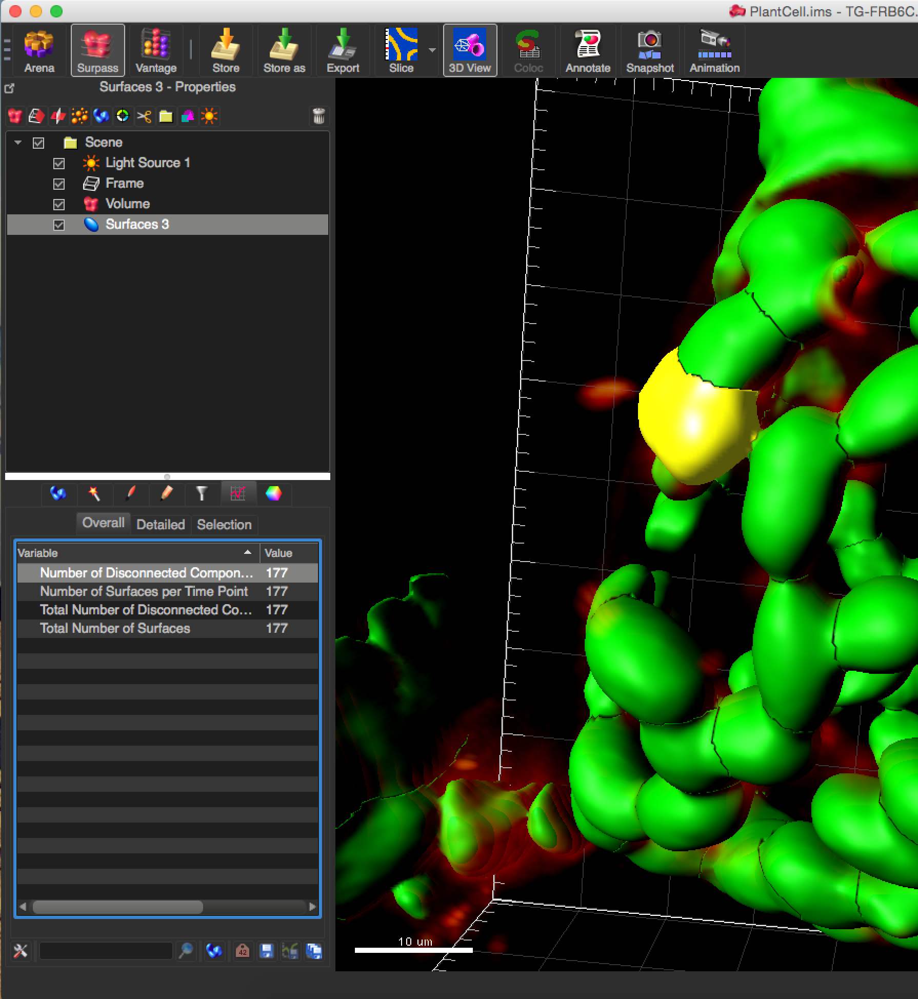 PlantCell.ims - TG-FRB6C.
Arena Surpass Vantage Store Store as Export Slice 3D View Coloc Annotate Snapshot Animation
Surfaces 3 - Properties
Scene
Light Source 1
Frame
Volume
Surfaces 3
Overall Detailed Selection
Variable Value
Number of Disconnected Compon... 177
Number of Surfaces per Time Point 177
Total Number of Disconnected Co... 177
Total Number of Surfaces 177
42
10 um